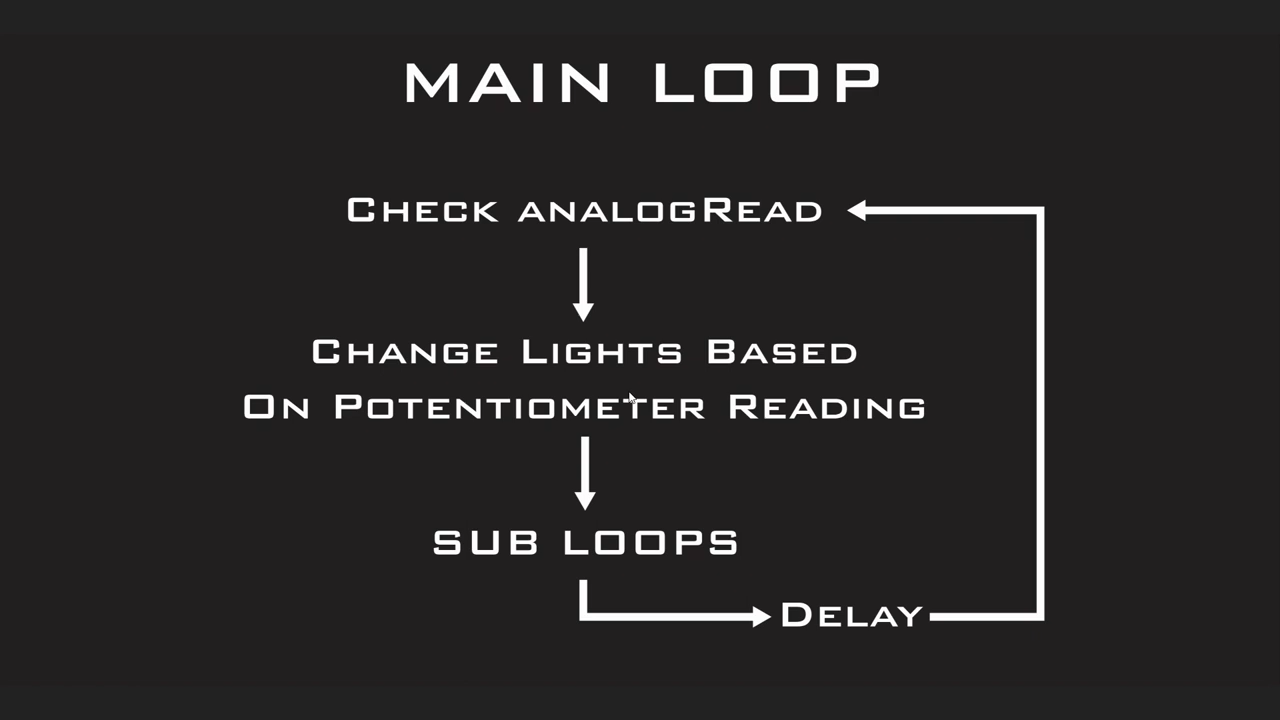 MAIN LOOP
CHECK ANALOGREAD
CHANGE LIGHTS BASED
ON POTENTIOMETER READING
SUB LOOPS
DELAY